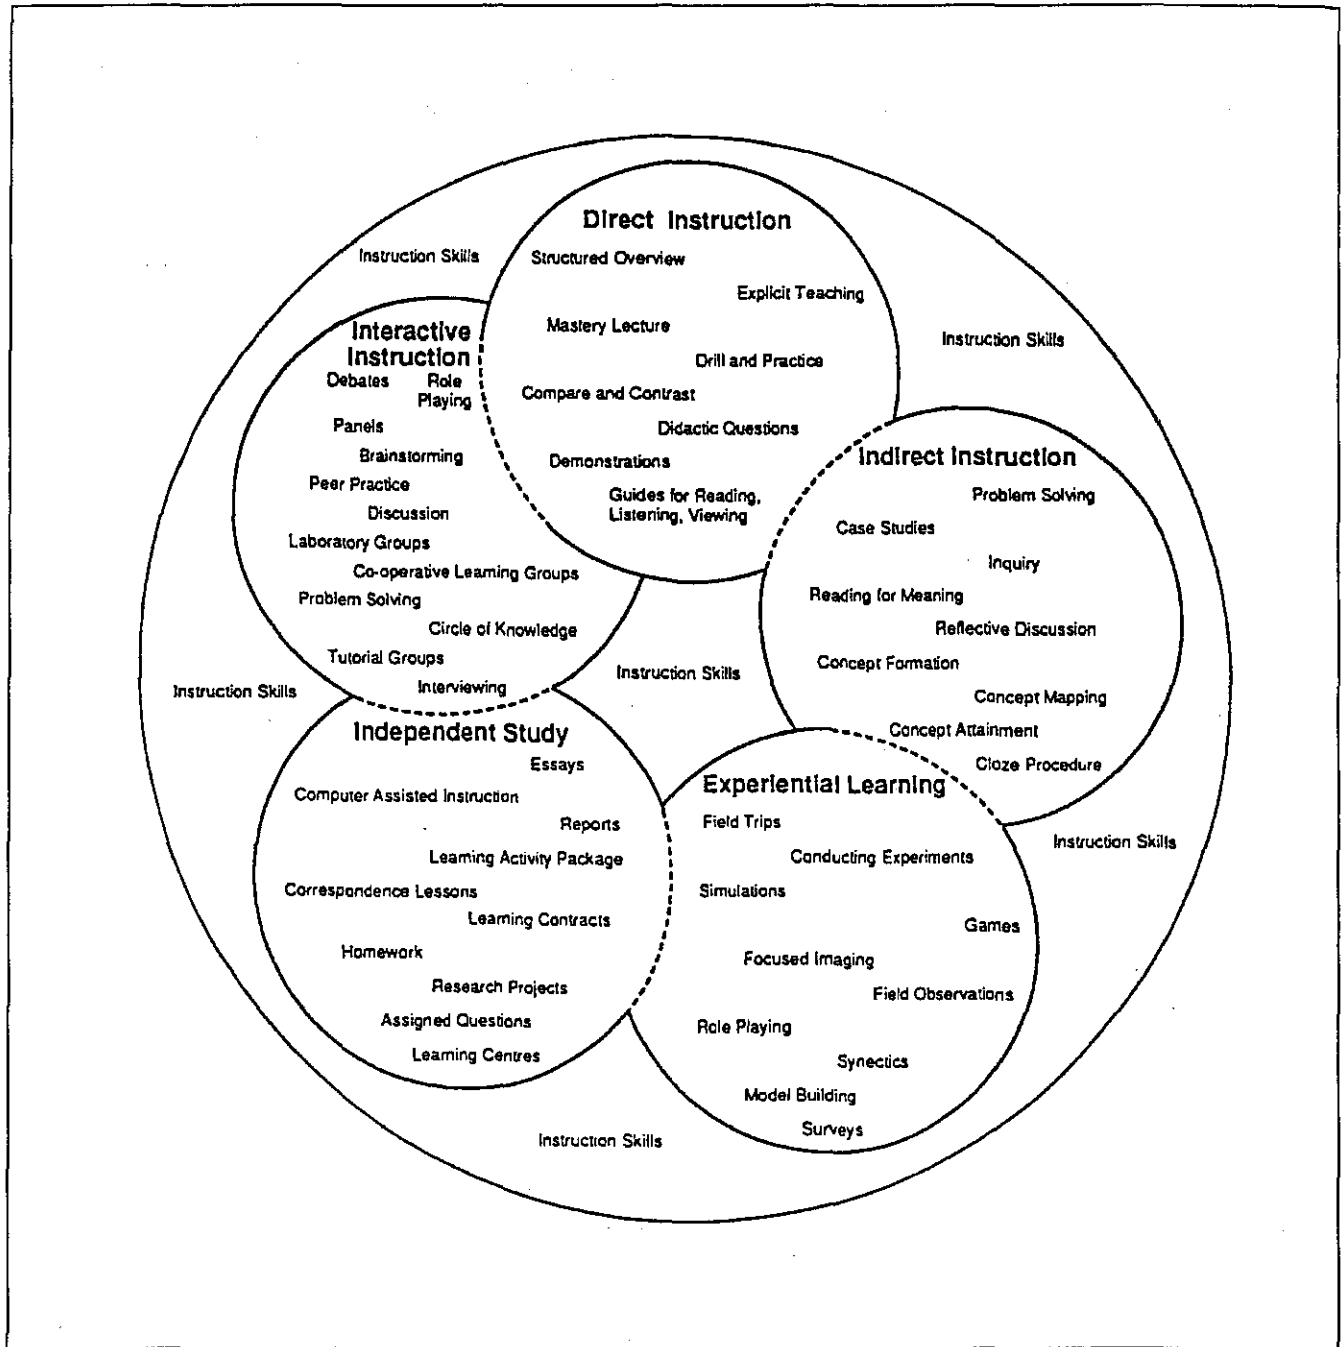 Direct Instruction
Structured Overview
Explicit Teaching
Mastery Lecture
Drill and Practice
Compare and Contrast
Didactic Questions
Demonstrations
Guides for Reading,
Listening, Viewing
Instruction Skills
Instruction Skills
Interactive
Instruction
Debates
Role
Playing
Panels
Brainstorming
Peer Practice
Discussion
Laboratory Groups
Co-operative Learning Groups
Problem Solving
Circle of Knowledge
Tutorial Groups
Interviewing
Indirect Instruction
Problem Solving
Case Studies
Inquiry
Reading for Meaning
Reflective Discussion
Concept Formation
Concept Mapping
Concept Attainment
Cloze Procedure
Instruction Skills
Instruction Skills
Independent Study
Essays
Computer Assisted Instruction
Reports
Learning Activity Package
Correspondence Lessons
Learning Contracts
Homework
Research Projects
Assigned Questions
Learning Centres
Experiential Learning
Field Trips
Conducting Experiments
Simulations
Games
Focused Imaging
Field Observations
Role Playing
Synectics
Model Building
Surveys
Instruction Skills
Instruction Skills